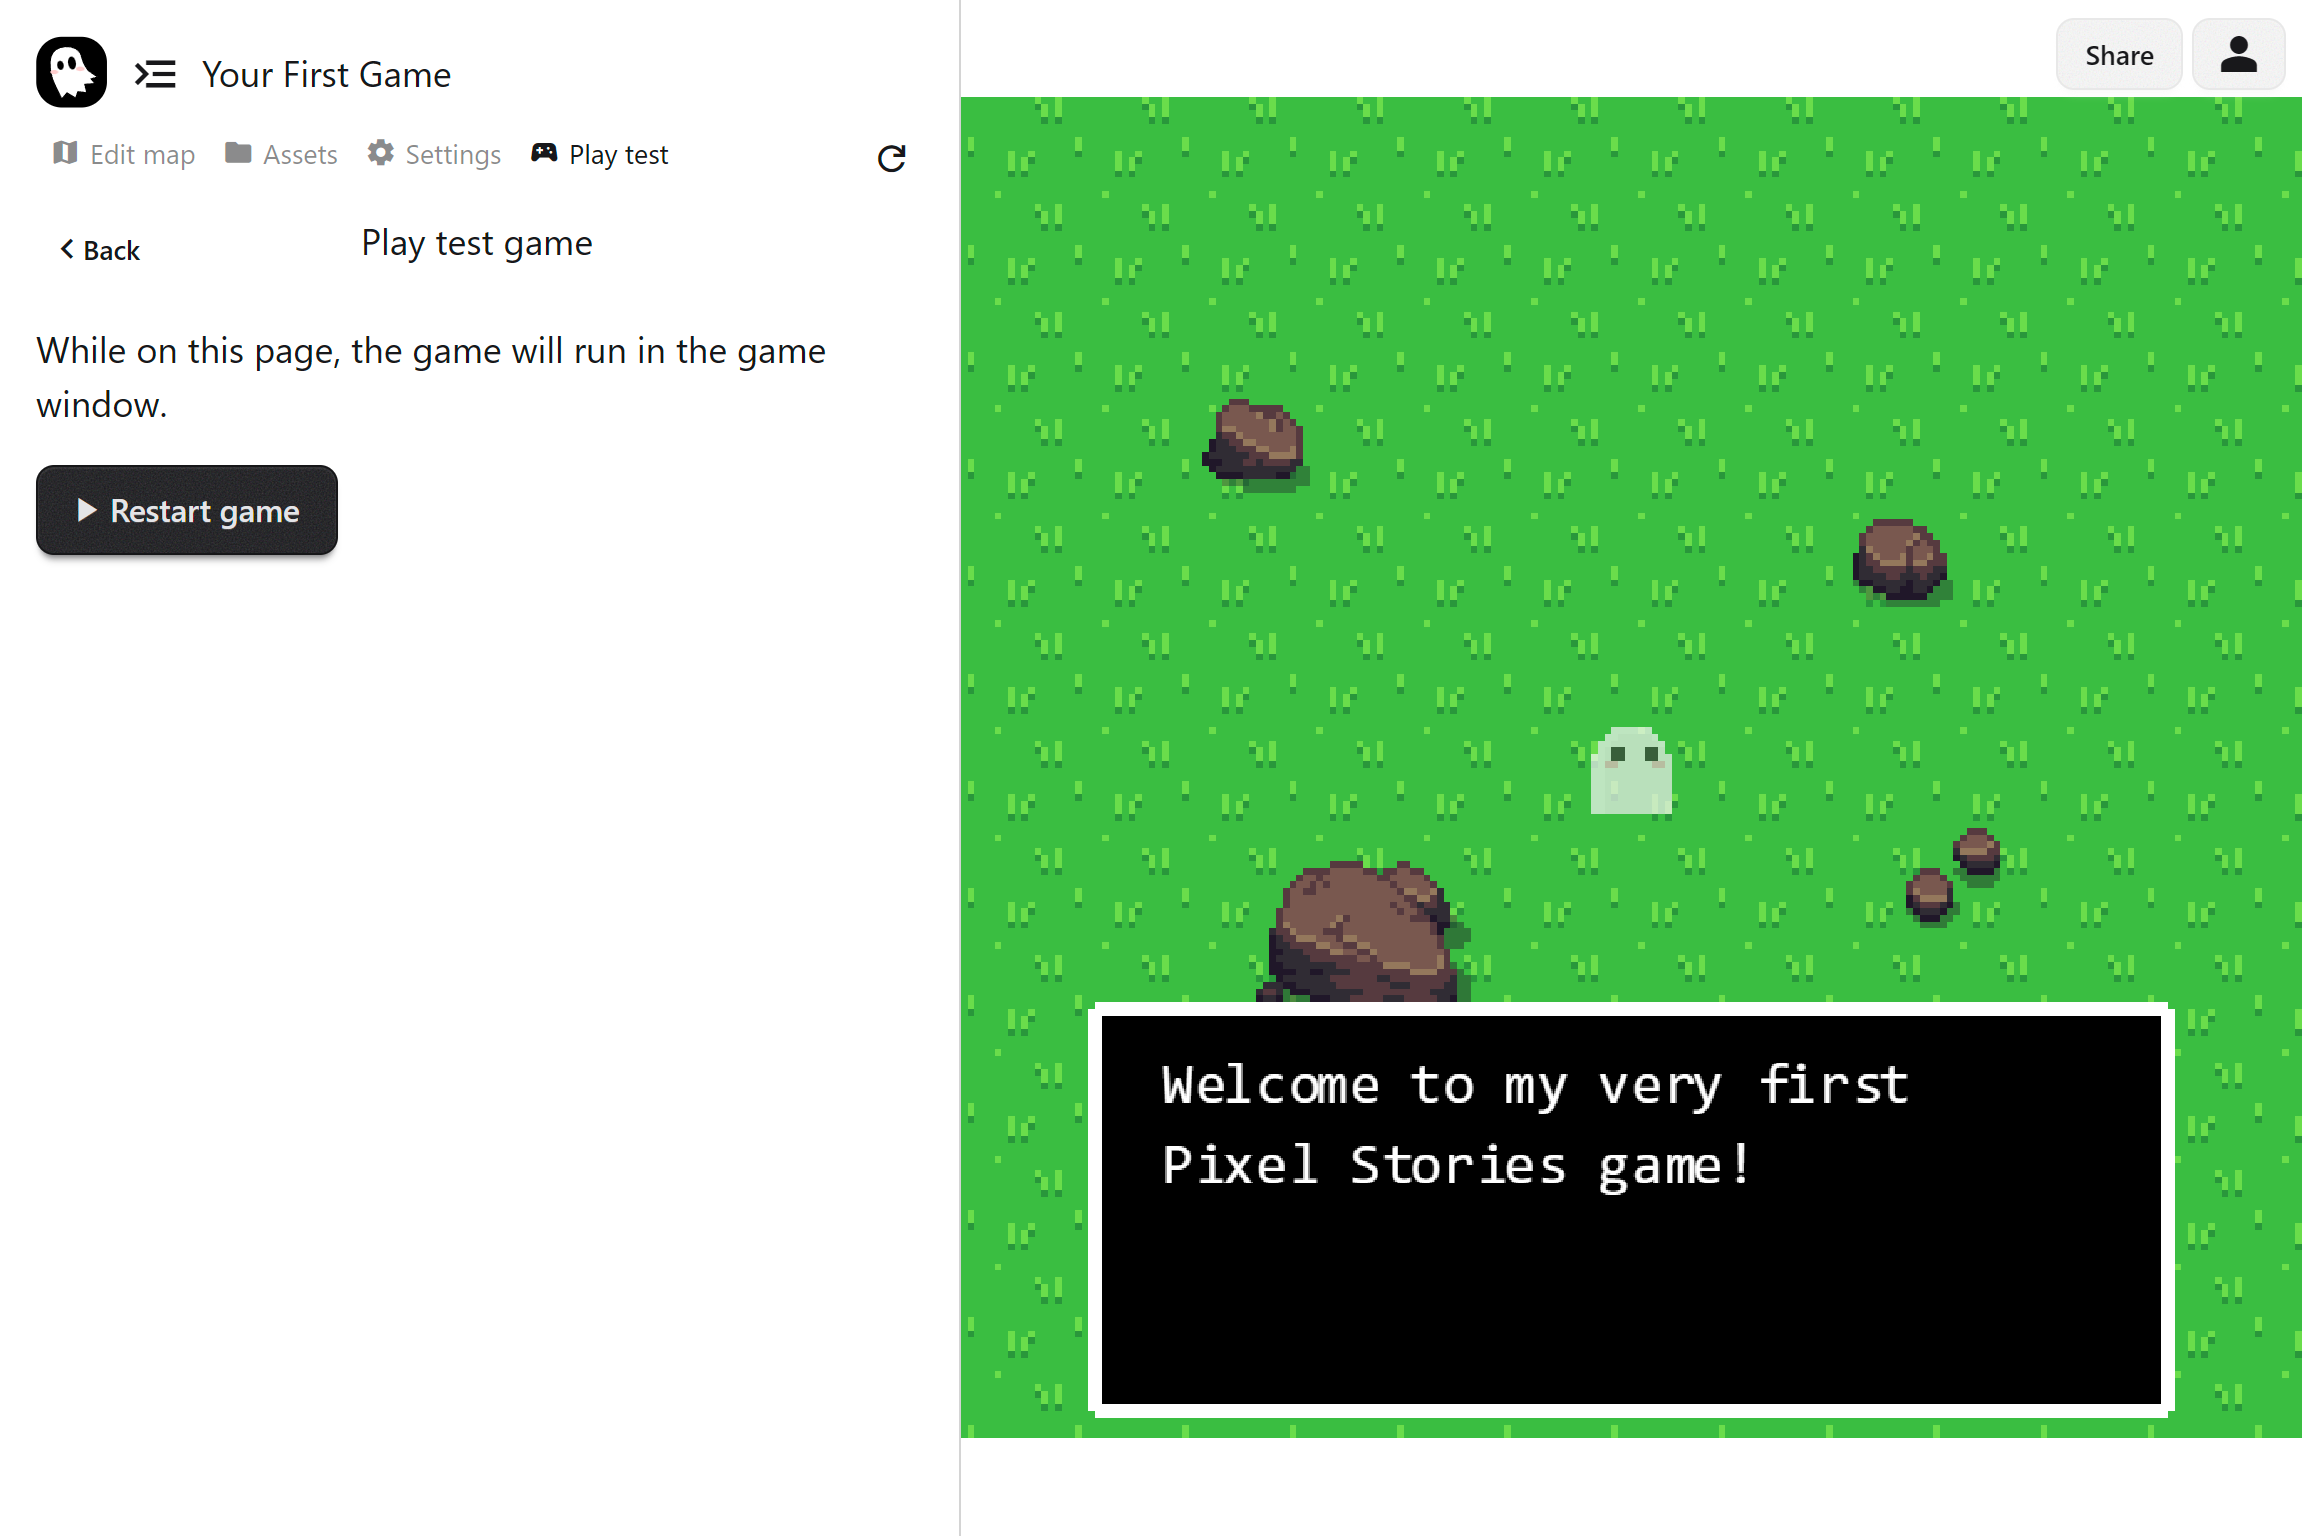 Your First Game
Share
Edit map
Assets
Settings
Play test
Back
Play test game
While on this page, the game will run in the game
window.
Restart game
Welcome to my very first
Pixel Stories game!